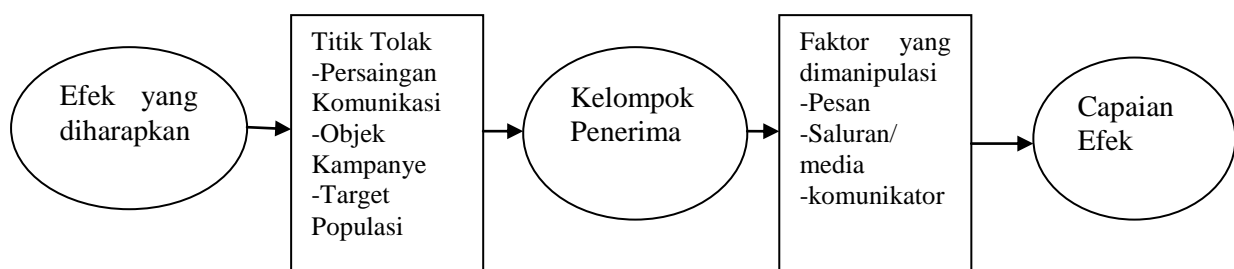 Efek yang
diharapkan
Titik Tolak
-Persaingan
Komunikasi
-Objek
Kampanye
-Target
Populasi
Kelompok
Penerima
Faktor yang
dimanipulasi
-Pesan
-Saluran/
media
-komunikator
Capaian
Efek